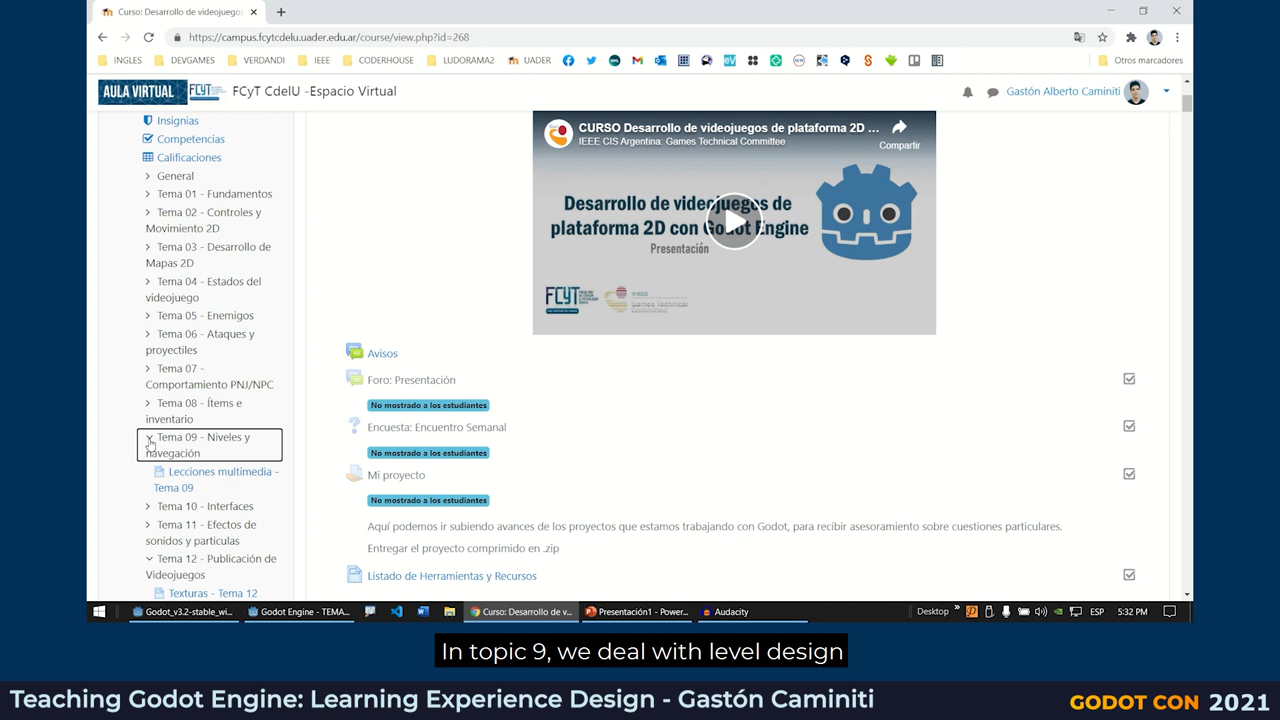 Curso: Desarrollo de videojuegos
https://campus.fcytcdelu.uader.edu.ar/course/view.php?id=268
INGLES
DEVGAMES
VERDANDI
IEEE
CODERHOUSE
LUDORAMA2
UADER
Otros marcadores
AULA VIRTUAL
FCyT
FCyT CdelU -Espacio Virtual
Gastón Alberto Caminiti
Insignias
Competencias
Calificaciones
General
Tema 01 - Fundamentos
Tema 02 - Controles y
Movimiento 2D
Tema 03 - Desarrollo de
Mapas 2D
Tema 04 - Estados del
videojuego
Tema 05 - Enemigos
Tema 06 - Ataques y
proyectiles
Tema 07 -
Comportamiento PNJ/NPC
Tema 08 - Ítems e
inventario
Tema 09 - Niveles y
navegación
Lecciones multimedia -
Tema 09
Tema 10 - Interfaces
Tema 11 - Efectos de
sonidos y particulas
Tema 12 - Publicación de
Videojuegos
Texturas - Tema 12
CURSO Desarrollo de videojuegos de plataforma 2D ...
IEEE CIS Argentina: Games Technical Committee
Compartir
Desarrollo de videojuegos de
plataforma 2D con Godot Engine
Presentación
FCyT
Games Technical
Avisos
Foro: Presentación
No mostrado a los estudiantes
Encuesta: Encuentro Semanal
No mostrado a los estudiantes
Mi proyecto
No mostrado a los estudiantes
Aquí podemos ir subiendo avances de los proyectos que estamos trabajando con Godot, para recibir asesoramiento sobre cuestiones particulares.
Entregar el proyecto comprimido en .zip
Listado de Herramientas y Recursos
Godot_v3.2-stable_wi...
Godot Engine - TEMA...
Curso: Desarrollo de v...
Presentación1 - Power...
Audacity
Desktop
ESP
5:32 PM
In topic 9, we deal with level design
Teaching Godot Engine: Learning Experience Design - Gastón Caminiti
GODOT CON 2021